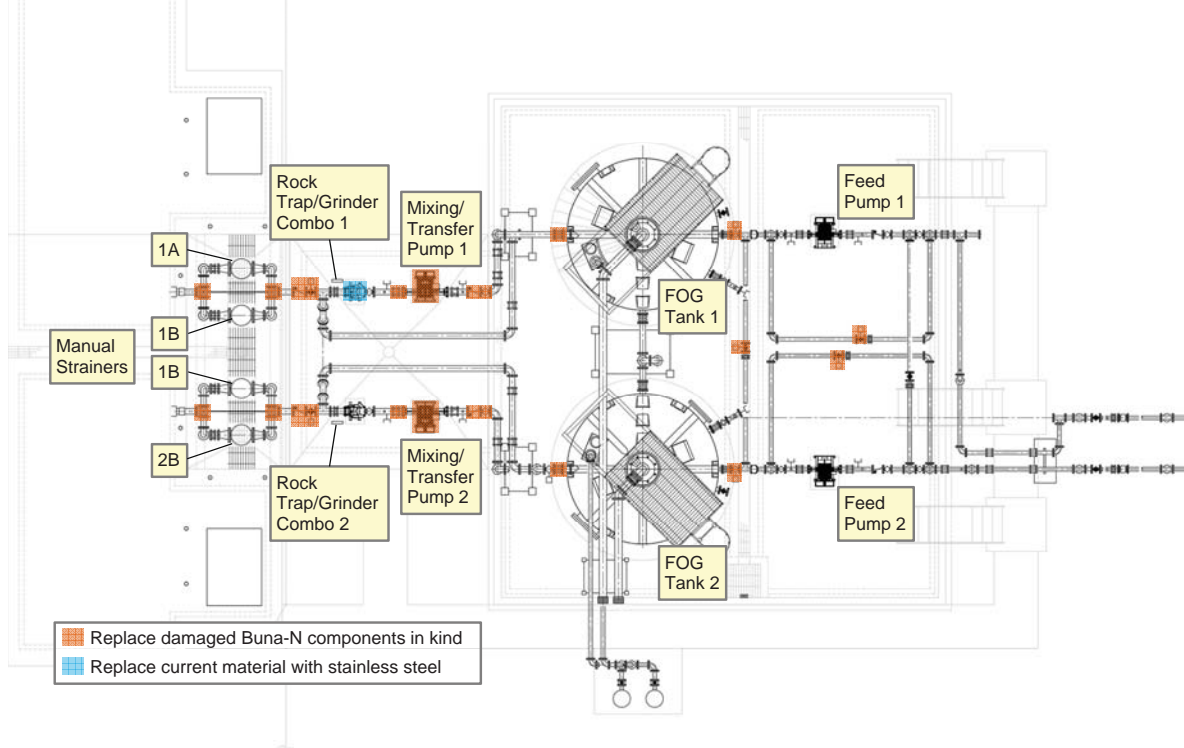 Rock
Trap/Grinder
Combo 1
Mixing/
Transfer
Pump 1
Feed
Pump 1
1A
FOG
Tank 1
1B
Manual
Strainers
1B
2B
Rock
Trap/Grinder
Combo 2
Mixing/
Transfer
Pump 2
Feed
Pump 2
FOG
Tank 2
Replace damaged Buna-N components in kind
Replace current material with stainless steel